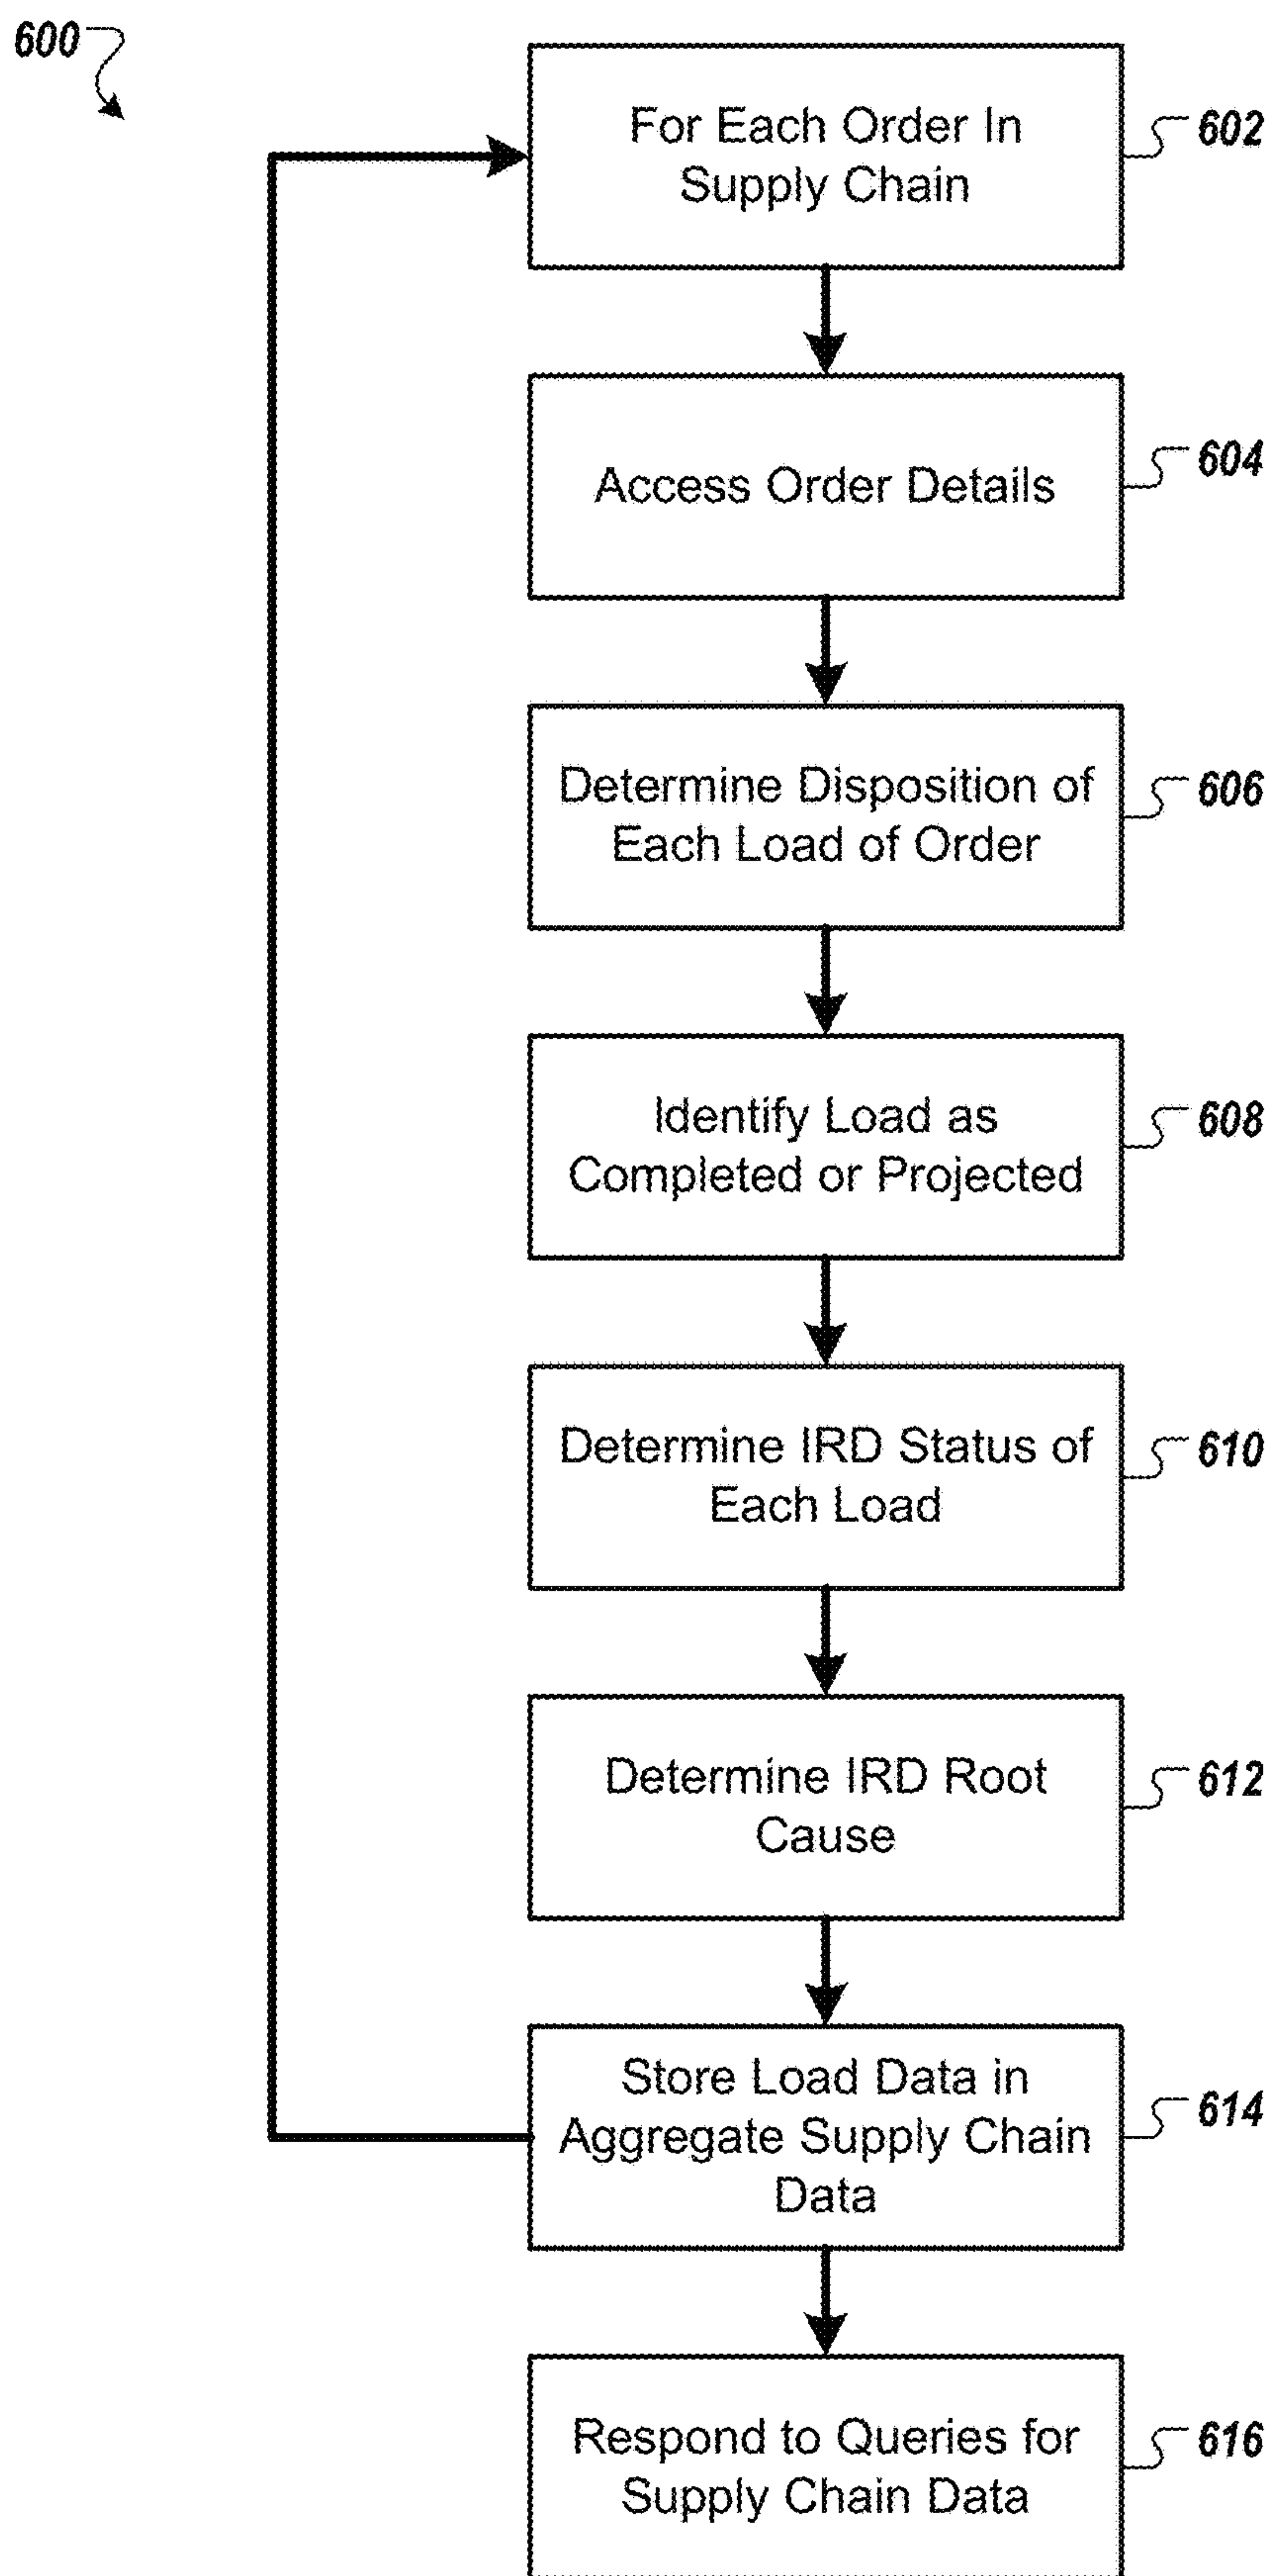 600
For Each Order In
Supply Chain
602
Access Order Details
604
Determine Disposition of
Each Load of Order
606
Identify Load as
Completed or Projected
608
Determine IRD Status of
Each Load
610
Determine IRD Root
Cause
612
Store Load Data in
Aggregate Supply Chain
Data
614
Respond to Queries for
Supply Chain Data
616